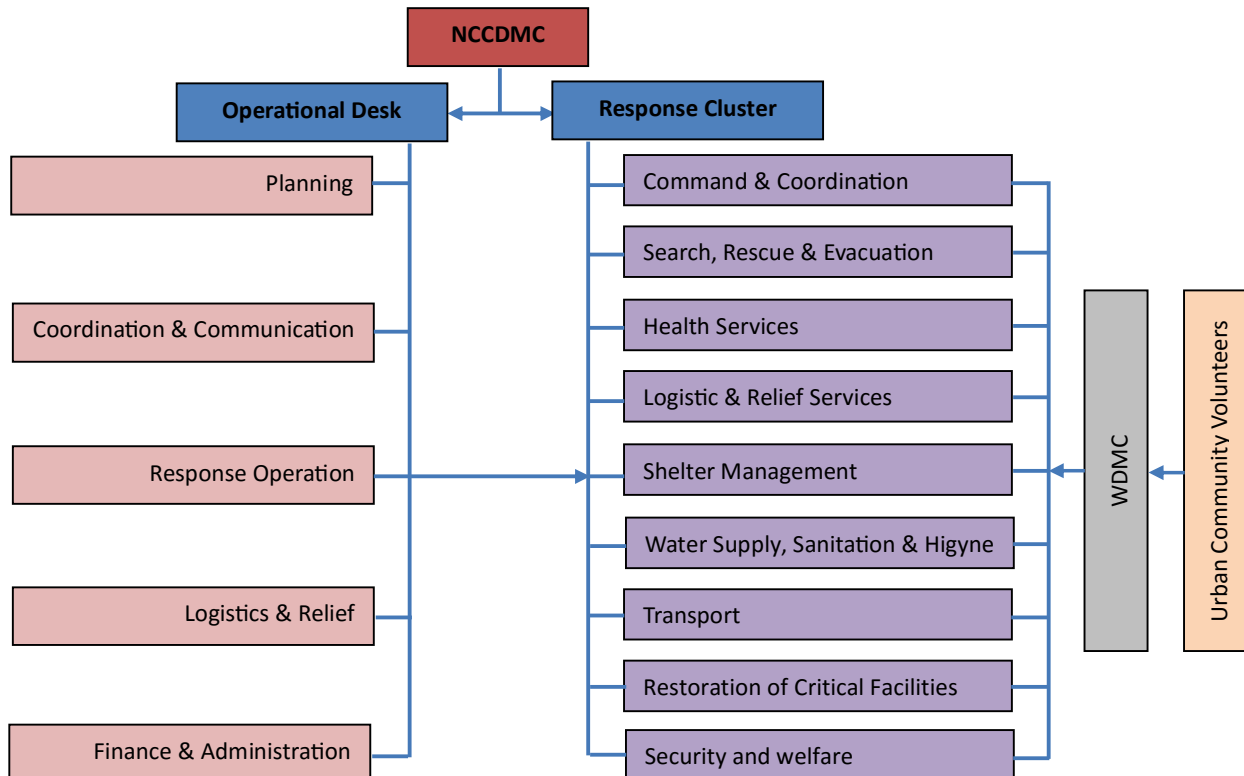 NCCDMC
Operational Desk
Response Cluster
Planning
Coordination & Communication
Response Operation
Logistics & Relief
Finance & Administration
Command & Coordination
Search, Rescue & Evacuation
Health Services
Logistic & Relief Services
Shelter Management
Water Supply, Sanitation & Higyne
Transport
Restoration of Critical Facilities
Security and welfare
WDMC
Urban Community Volunteers